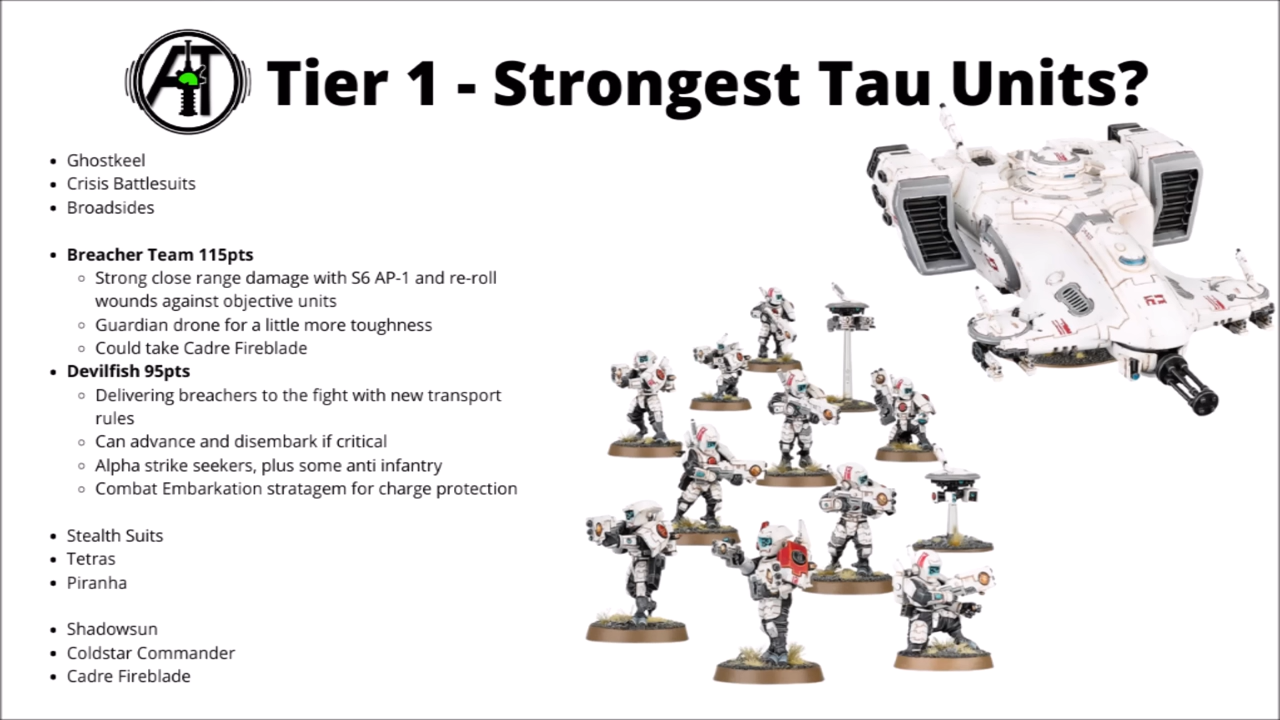 AT
Tier 1 - Strongest Tau Units?
• Ghostkeel
• Crisis Battlesuits
• Broadsides
• Breacher Team 115pts
◦ Strong close range damage with S6 AP-1 and re-roll
wounds against objective units
◦ Guardian drone for a little more toughness
◦ Could take Cadre Fireblade
• Devilfish 95pts
◦ Delivering breachers to the fight with new transport
rules
◦ Can advance and disembark if critical
◦ Alpha strike seekers, plus some anti infantry
◦ Combat Embarkation stratagem for charge protection
• Stealth Suits
• Tetras
• Piranha
• Shadowsun
• Coldstar Commander
• Cadre Fireblade